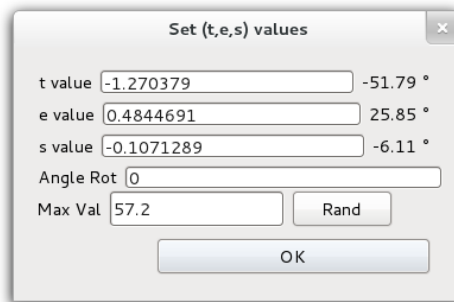 Set (t,e,s) values
t value -1.270379 -51.79 °
e value 0.4844691 25.85 °
s value -0.1071289 -6.11 °
Angle Rot 0
Max Val 57.2 Rand
OK